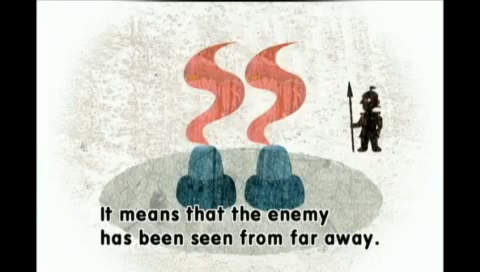 It means that the enemy
has been seen from far away.